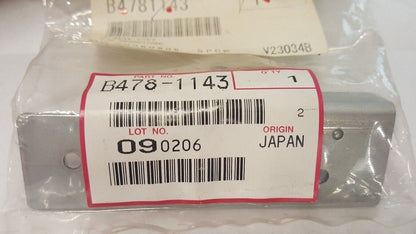 B4781143
V23034B
PART NO.
Q'TY
B478-1143
1
2
LOT NO.
ORIGIN
090206
JAPAN